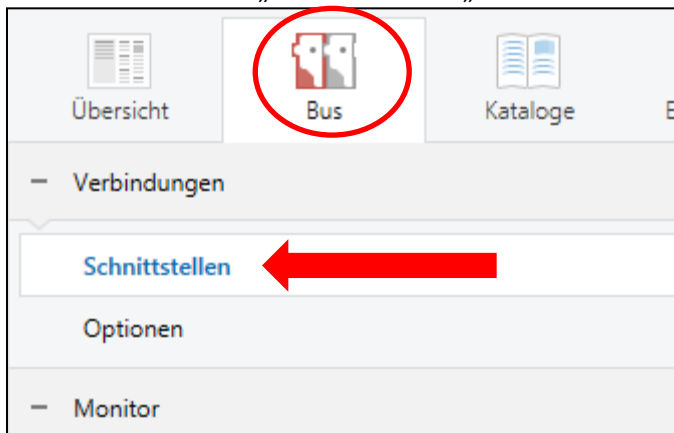 Übersicht Bus Kataloge
− Verbindungen
Schnittstellen
Optionen
− Monitor